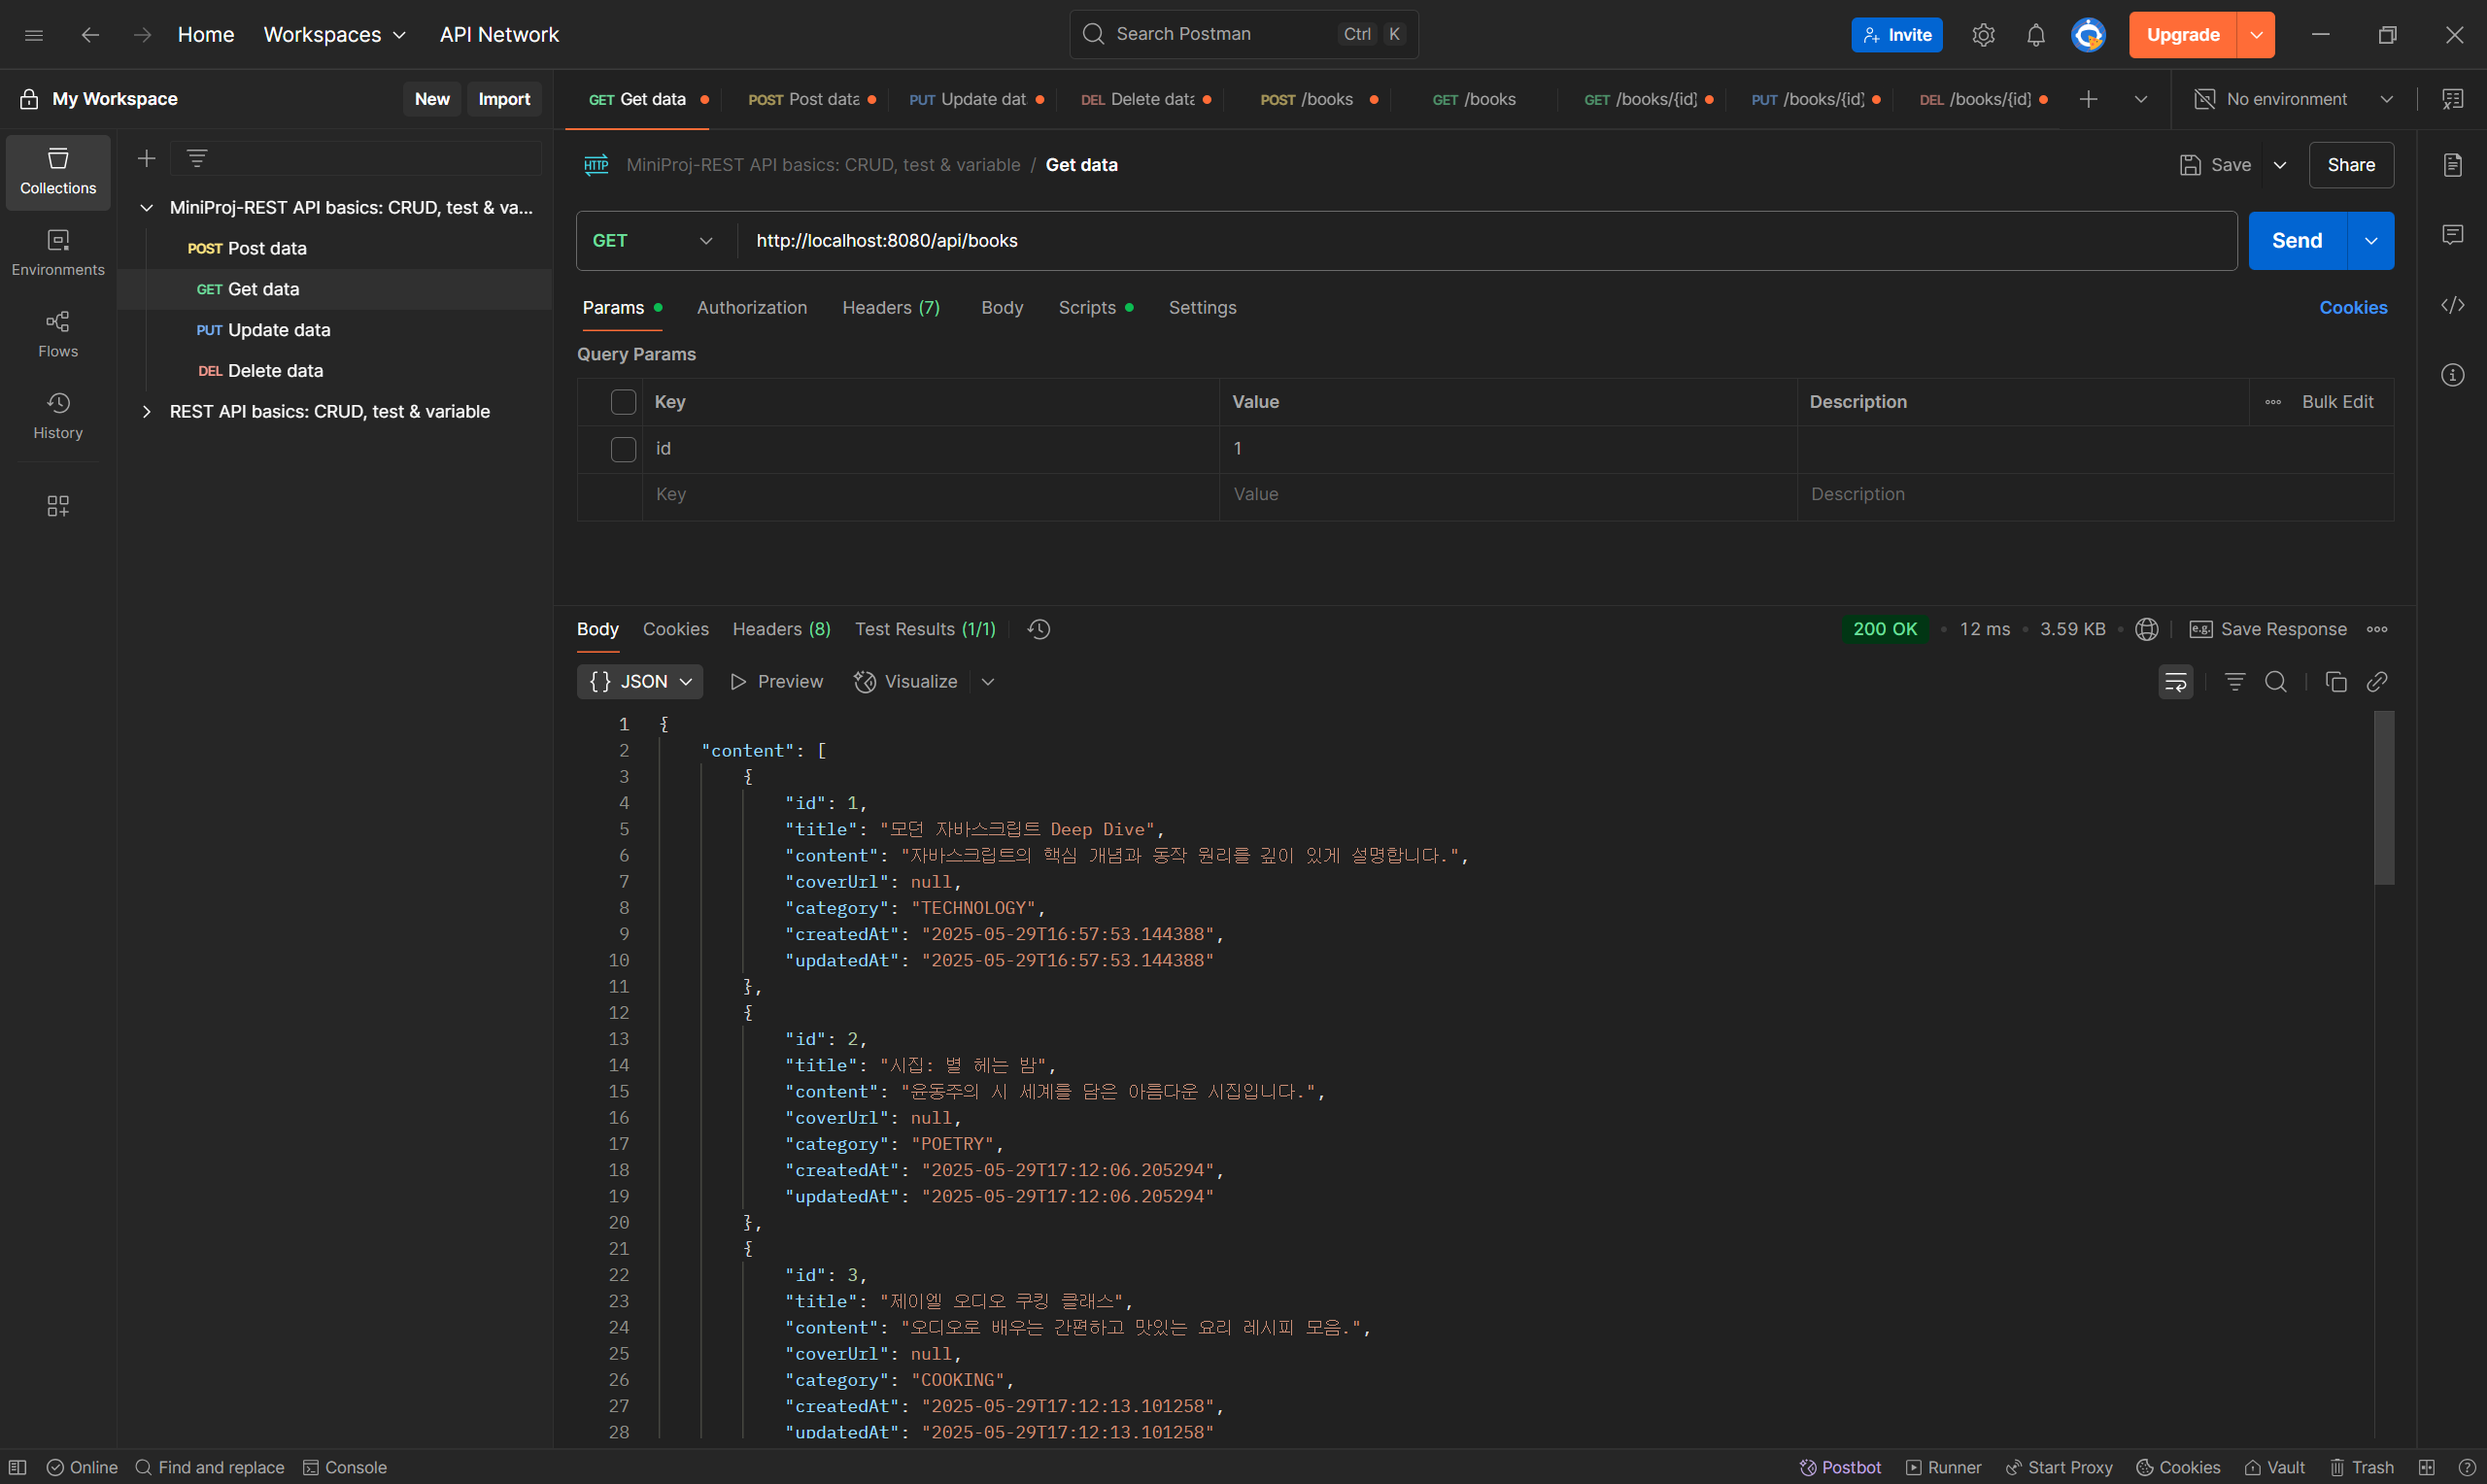 Home Workspaces API Network Search Postman Ctrl K Invite Upgrade
My Workspace New Import
GET Get data POST Post data PUT Update dat DEL Delete data POST /books GET /books GET /books/{id} PUT /books/{id} DEL /books/{id} No environment
Collections
Environments
Flows
History
MiniProj-REST API basics: CRUD, test & va...
POST Post data
GET Get data
PUT Update data
DEL Delete data
REST API basics: CRUD, test & variable
HTTP MiniProj-REST API basics: CRUD, test & variable / Get data Save Share
GET http://localhost:8080/api/books Send
Params Authorization Headers (7) Body Scripts Settings Cookies
Query Params
Key Value Description Bulk Edit
id 1
Key Value Description
Body Cookies Headers (8) Test Results (1/1) 200 OK 12 ms 3.59 KB e.g. Save Response
{} JSON Preview Visualize
1 {
2 "content": [
3 {
4 "id": 1,
5 "title": "모던 자바스크립트 Deep Dive",
6 "content": "자바스크립트의 핵심 개념과 동작 원리를 깊이 있게 설명합니다.",
7 "coverUrl": null,
8 "category": "TECHNOLOGY",
9 "createdAt": "2025-05-29T16:57:53.144388",
10 "updatedAt": "2025-05-29T16:57:53.144388"
11 },
12 {
13 "id": 2,
14 "title": "시집: 별 헤는 밤",
15 "content": "윤동주의 시 세계를 담은 아름다운 시집입니다.",
16 "coverUrl": null,
17 "category": "POETRY",
18 "createdAt": "2025-05-29T17:12:06.205294",
19 "updatedAt": "2025-05-29T17:12:06.205294"
20 },
21 {
22 "id": 3,
23 "title": "제이엘 오디오 쿠킹 클래스",
24 "content": "오디오로 배우는 간편하고 맛있는 요리 레시피 모음.",
25 "coverUrl": null,
26 "category": "COOKING",
27 "createdAt": "2025-05-29T17:12:13.101258",
28 "updatedAt": "2025-05-29T17:12:13.101258"
Online Find and replace Console Postbot Runner Start Proxy Cookies Vault Trash